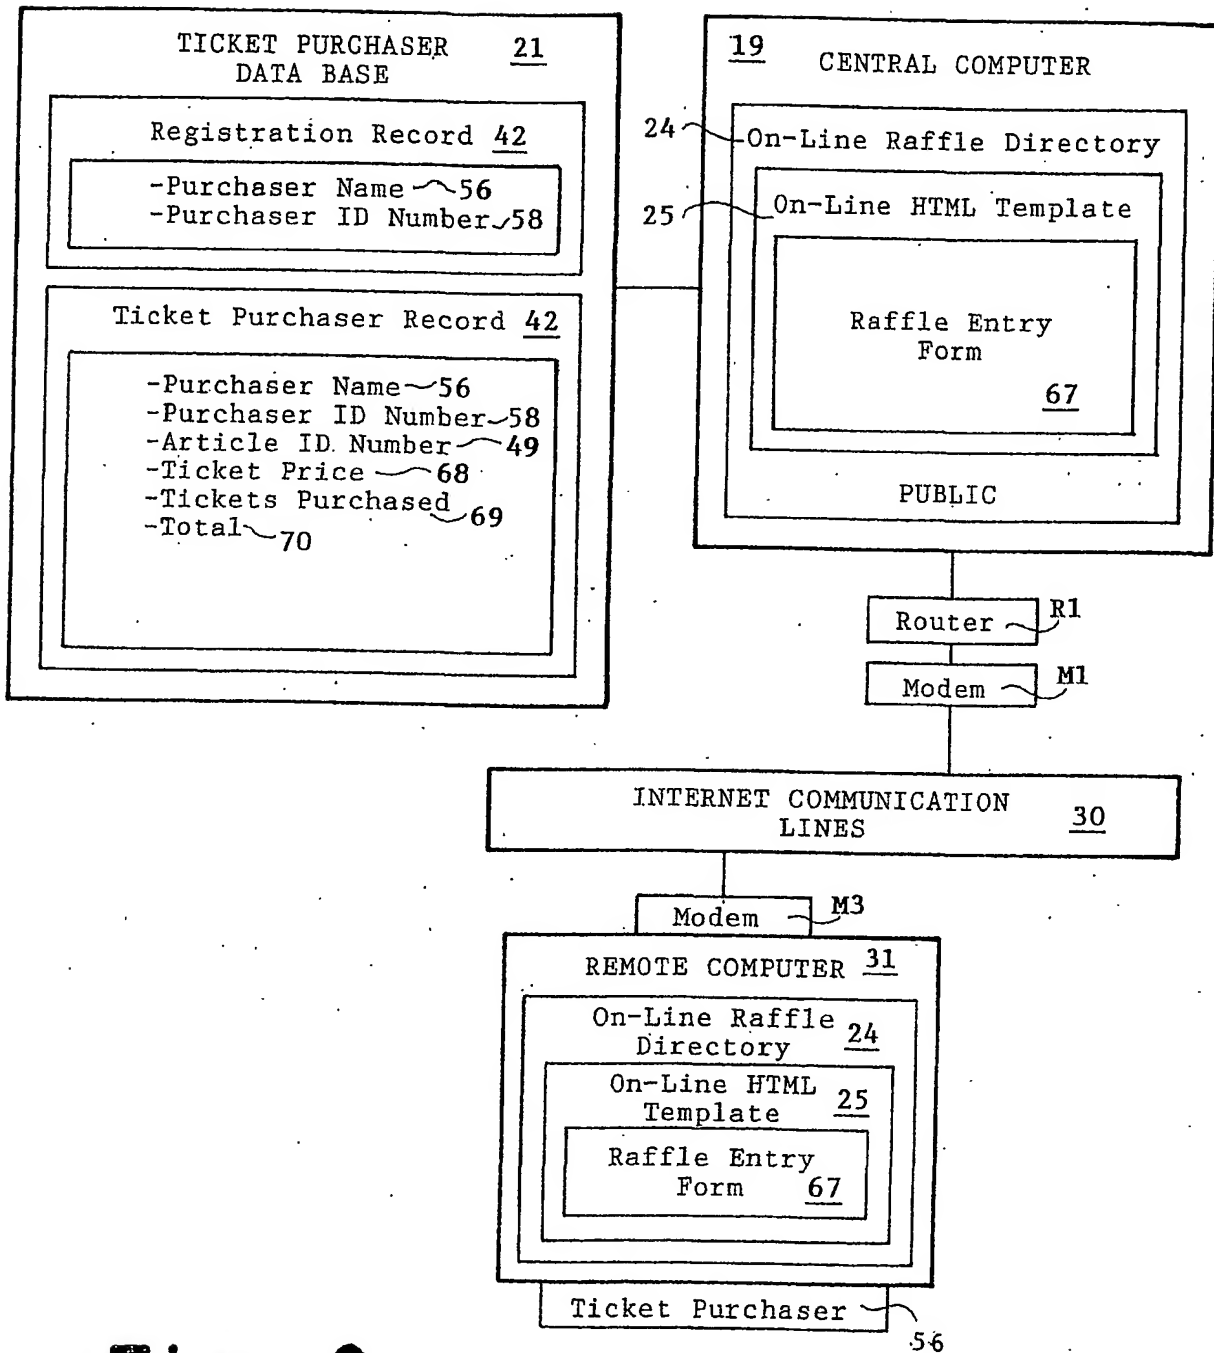 TICKET PURCHASER 21
DATA BASE
Registration Record 42
-Purchaser Name 56
-Purchaser ID Number 58
Ticket Purchaser Record 42
-Purchaser Name 56
-Purchaser ID Number 58
-Article ID Number 49
-Ticket Price 68
-Tickets Purchased 69
-Total 70
19 CENTRAL COMPUTER
24 On-Line Raffle Directory
25 On-Line HTML Template
Raffle Entry
Form
67
PUBLIC
Router R1
Modem M1
INTERNET COMMUNICATION
LINES 30
Modem M3
REMOTE COMPUTER 31
On-Line Raffle
Directory 24
On-Line HTML
Template 25
Raffle Entry
Form 67
Ticket Purchaser
56